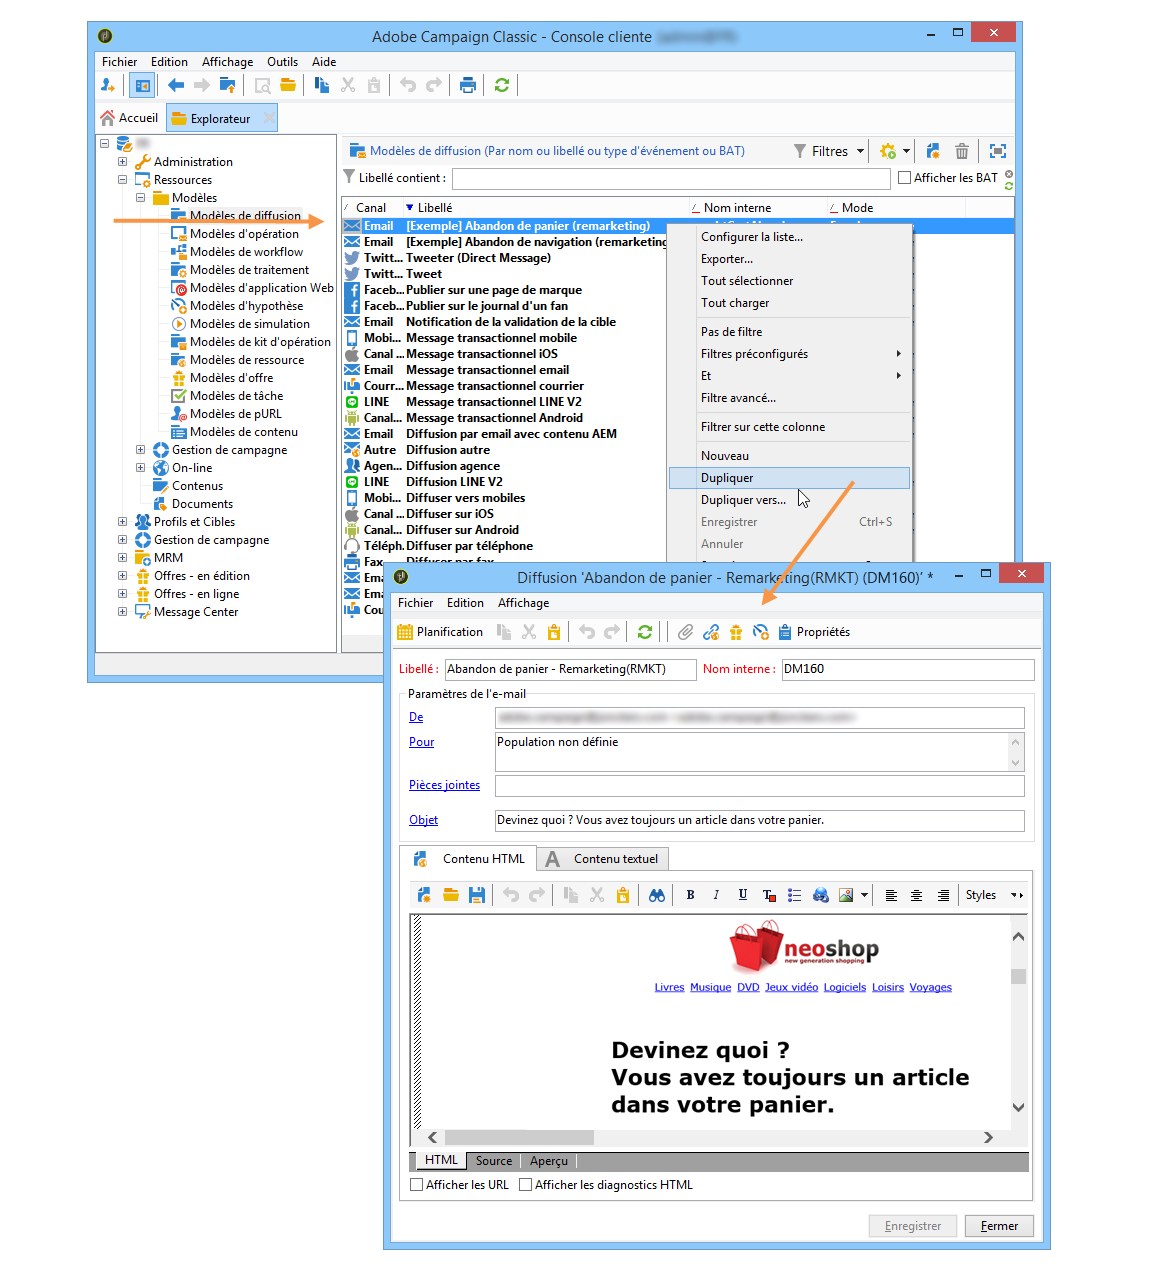 Adobe Campaign Classic - Console cliente
Fichier Edition Affichage Outils Aide
Accueil Explorateur
Administration
Ressources
Modèles
Modèles de diffusion
Modèles d'opération
Modèles de workflow
Modèles de traitement
Modèles d'application Web
Modèles d'hypothèse
Modèles de simulation
Modèles de kit d'opération
Modèles de ressource
Modèles d'offre
Modèles de tâche
Modèles de pURL
Modèles de contenu
Gestion de campagne
On-line
Contenus
Documents
Profils et Cibles
Gestion de campagne
MRM
Offres - en édition
Offres - en ligne
Message Center
Modèles de diffusion (Par nom ou libellé ou type d'événement ou BAT) Filtres
Libellé contient : Afficher les BAT
Canal Libellé Nom interne Mode
Email [Exemple] Abandon de panier (remarketing)
Email [Exemple] Abandon de navigation (remarketing
Twitt... Tweeter (Direct Message)
Twitt... Tweet
Faceb... Publier sur une page de marque
Faceb... Publier sur le journal d'un fan
Email Notification de la validation de la cible
Mobi... Message transactionnel mobile
Canal ... Message transactionnel iOS
Email Message transactionnel email
Courr... Message transactionnel courrier
LINE Message transactionnel LINE V2
Canal... Message transactionnel Android
Email Diffusion par email avec contenu AEM
Autre Diffusion autre
Agen... Diffusion agence
LINE Diffusion LINE V2
Mobi... Diffuser vers mobiles
Canal ... Diffuser sur iOS
Canal... Diffuser sur Android
Téléph. Diffuser par téléphone
Fax Diffuser par fax
Ema
Ema
Cou
Configurer la liste...
Exporter...
Tout sélectionner
Tout charger
Pas de filtre
Filtres préconfigurés
Et
Filtre avancé...
Filtrer sur cette colonne
Nouveau
Dupliquer
Dupliquer vers...
Enregistrer Ctrl+S
Annuler
Diffusion 'Abandon de panier - Remarketing(RMKT) (DM160)' *
Fichier Edition Affichage
Planification Propriétés
Libellé : Abandon de panier - Remarketing(RMKT) Nom interne : DM160
Paramètres de l'e-mail
De
Pour Population non définie
Pièces jointes
Objet Devinez quoi ? Vous avez toujours un article dans votre panier.
Contenu HTML A Contenu textuel
B I U T Styles
neoshop
new generation shopping
Livres Musique DVD Jeux vidéo Logiciels Loisirs Voyages
Devinez quoi ?
Vous avez toujours un article
dans votre panier.
HTML Source Aperçu
Afficher les URL Afficher les diagnostics HTML
Enregistrer Fermer